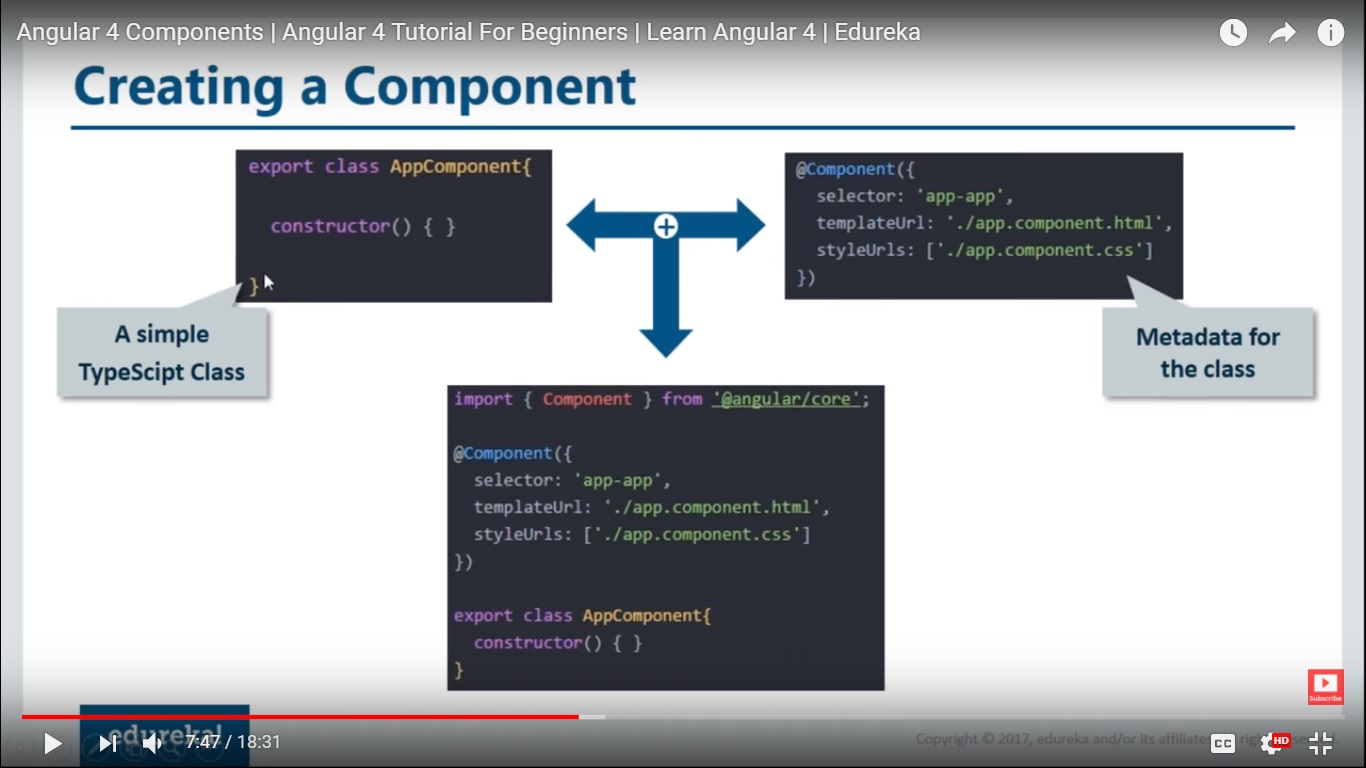 Angular 4 Components | Angular 4 Tutorial For Beginners | Learn Angular 4 | Edureka
Creating a Component
export class AppComponent{
constructor() { }
}
A simple
TypeScipt Class
@Component({
selector: 'app-app',
templateUrl: './app.component.html',
styleUrls: ['./app.component.css']
})
Metadata for
the class
import { Component } from '@angular/core';
@Component({
selector: 'app-app',
templateUrl: './app.component.html',
styleUrls: ['./app.component.css']
})
export class AppComponent{
constructor() { }
}
Subscribe
edureka!
7:47 / 18:31
Copyright © 2017, edureka and/or its affiliates.
CC
HD